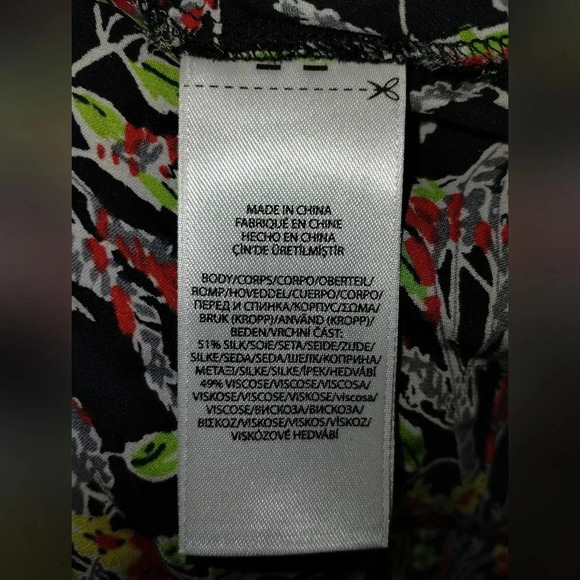 MADE IN CHINA
FABRIQUÉ EN CHINE
HECHO EN CHINA
ÇIN'DE ÜRETİLMİŞTİR
BODY/CORPS/CORPO/OBERTEIL/
ROMP/HOVEDDEL/CUERPO/CORPO/
ПЕРЕД И СПИНКА/КОРПУС/ΣΩΜΑ/
BRUK (KROPP)/ANVÄND (KROPP)/
BEDEN/VRCHNÍ ČÁST:
51% SILK/SOIE/SETA/SEIDE/ZIJDE/
SILKE/SEDA/SEDA/ШЕЛК/КОПРИНА/
ΜΕΤΑΞΙ/SILKE/SILKE/İPEK/HEDVÁBÍ
49% VISCOSE/VISCOSE/VISCOSA/
VISKOSE/VISCOSE/VISKOSE/viscosa/
VISCOSE/ВИСКОЗА/ВИСКОЗА/
ΒΙΣΚΟΖ/VISKOSE/VISKOS/VİSKOZ/
VISKÓZOVÉ HEDVÁBÍ